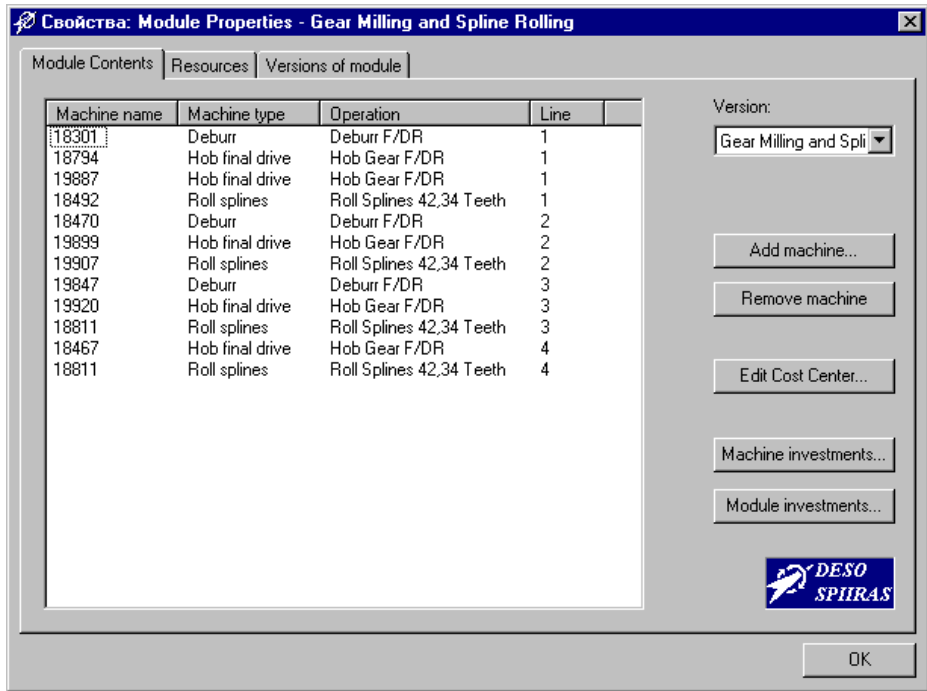 Свойства: Module Properties - Gear Milling and Spline Rolling
Module Contents Resources Versions of module
Machine name Machine type Operation Line
18301 Deburr Deburr F/DR 1
18794 Hob final drive Hob Gear F/DR 1
19887 Hob final drive Hob Gear F/DR 1
18492 Roll splines Roll Splines 42,34 Teeth 1
18470 Deburr Deburr F/DR 2
19899 Hob final drive Hob Gear F/DR 2
19907 Roll splines Roll Splines 42,34 Teeth 2
19847 Deburr Deburr F/DR 3
19920 Hob final drive Hob Gear F/DR 3
18811 Roll splines Roll Splines 42,34 Teeth 3
18467 Hob final drive Hob Gear F/DR 4
18811 Roll splines Roll Splines 42,34 Teeth 4
Version:
Gear Milling and Spli
Add machine...
Remove machine
Edit Cost Center...
Machine investments...
Module investments...
DESO
SPIIRAS
OK